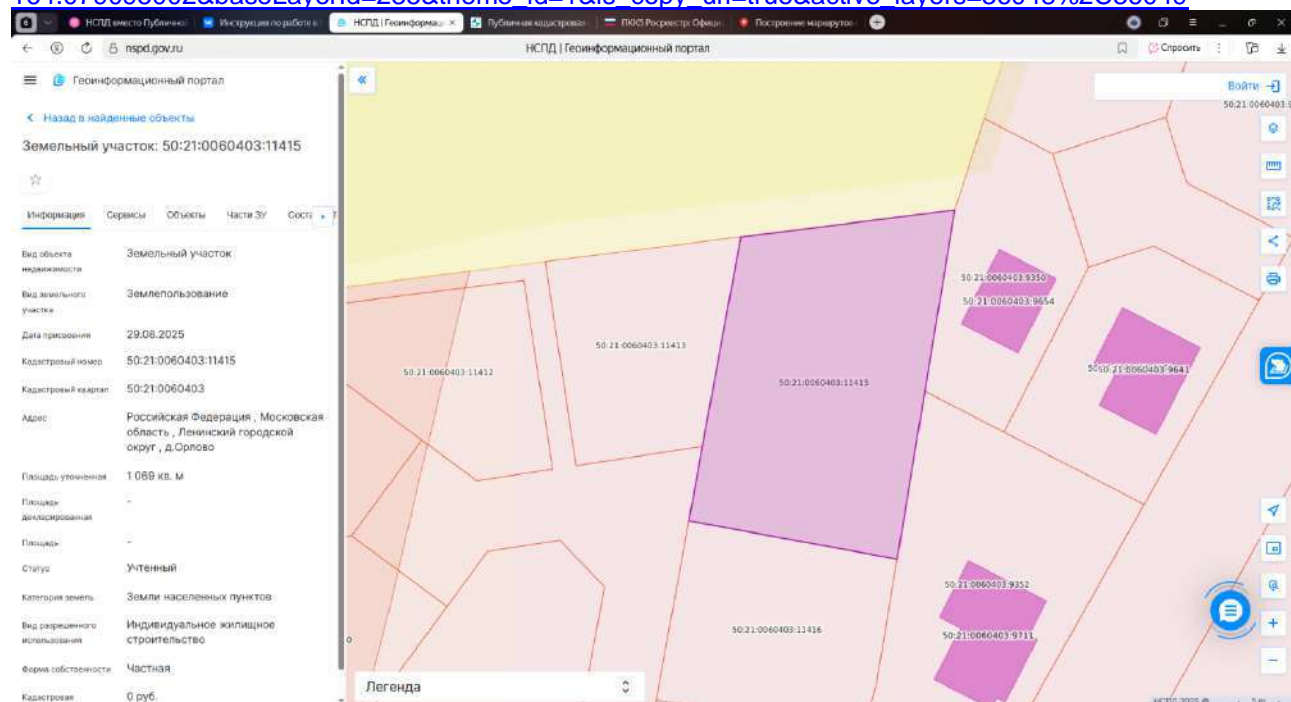 НСПД вместо Публичной
Инструкция по работе в
НСПД | Геоинформац
Публичная кадастровая
ПКК5 Росреестр: Офици
Построение маршрутов
nspd.gov.ru
НСПД | Геоинформационный портал
Спросить
Геоинформационный портал
Войти
Назад в найденные объекты
Земельный участок: 50:21:0060403:11415
Информация Сервисы Объекты Части ЗУ Соста
Вид объекта недвижимости
Земельный участок
Вид земельного участка
Землепользование
Дата присвоения 29.08.2025
Кадастровый номер 50:21:0060403:11415
Кадастровый квартал 50:21:0060403
Адрес
Российская Федерация , Московская
область , Ленинский городской
округ , д.Орлово
Площадь уточненная 1 069 кв. м
Площадь декларированная -
Площадь -
Статус Учтенный
Категория земель Земли населенных пунктов
Вид разрешенного использования
Индивидуальное жилищное
строительство
Форма собственности Частная
Кадастровая 0 руб.
50:21:0060403:9350
50:21:0060403:9654
50:21:0060403:11413
50:21:0060403:11412
50:21:0060403:11415
50:21:0060403:9641
50:21:0060403:9352
50:21:0060403:11416
50:21:0060403:9711
Легенда